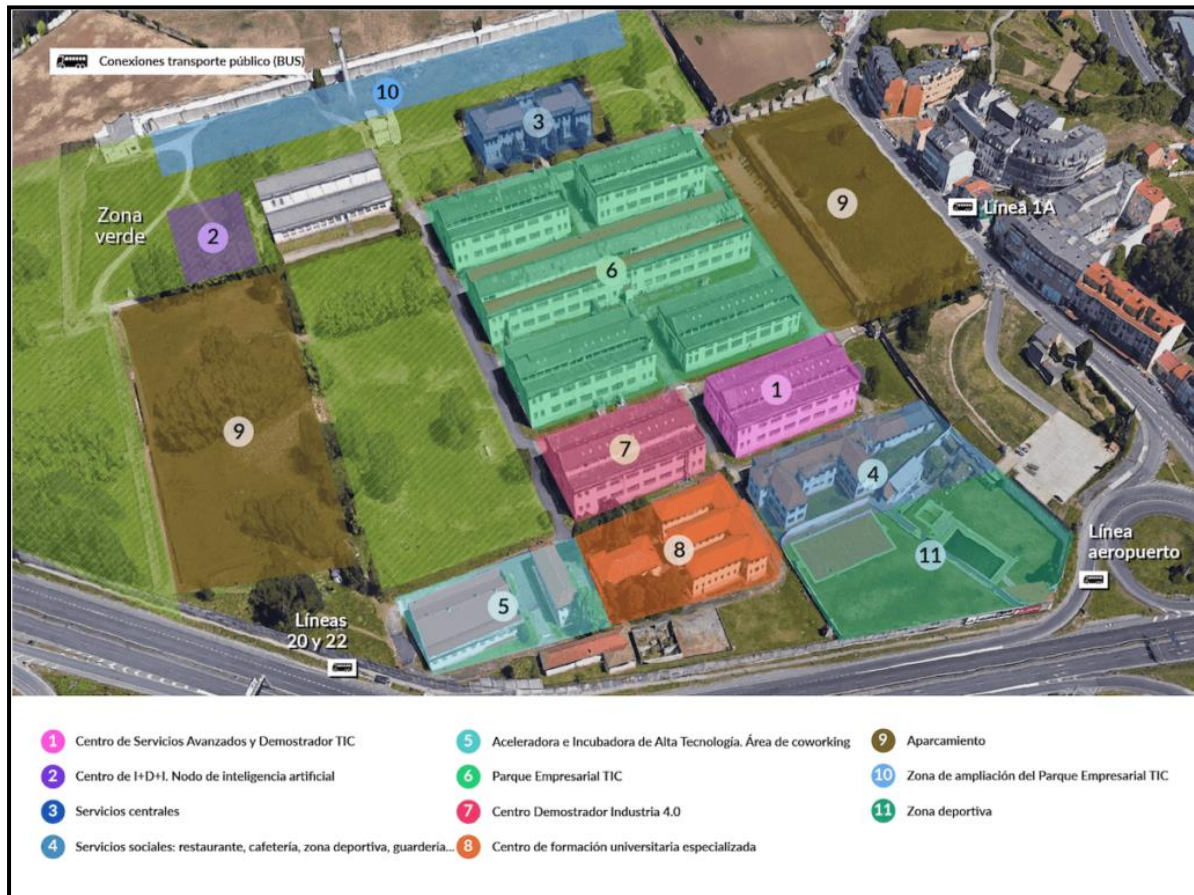 Conexiones transporte público (BUS)
10
3
Zona
verde
2
9
Línea 1A
6
1
9
7
4
8
11
Línea
aeropuerto
5
Líneas
20 y 22
1 Centro de Servicios Avanzados y Demostrador TIC
2 Centro de I+D+I. Nodo de inteligencia artificial
3 Servicios centrales
4 Servicios sociales: restaurante, cafetería, zona deportiva, guardería...
5 Aceleradora e Incubadora de Alta Tecnología. Área de coworking
6 Parque Empresarial TIC
7 Centro Demostrador Industria 4.0
8 Centro de formación universitaria especializada
9 Aparcamiento
10 Zona de ampliación del Parque Empresarial TIC
11 Zona deportiva